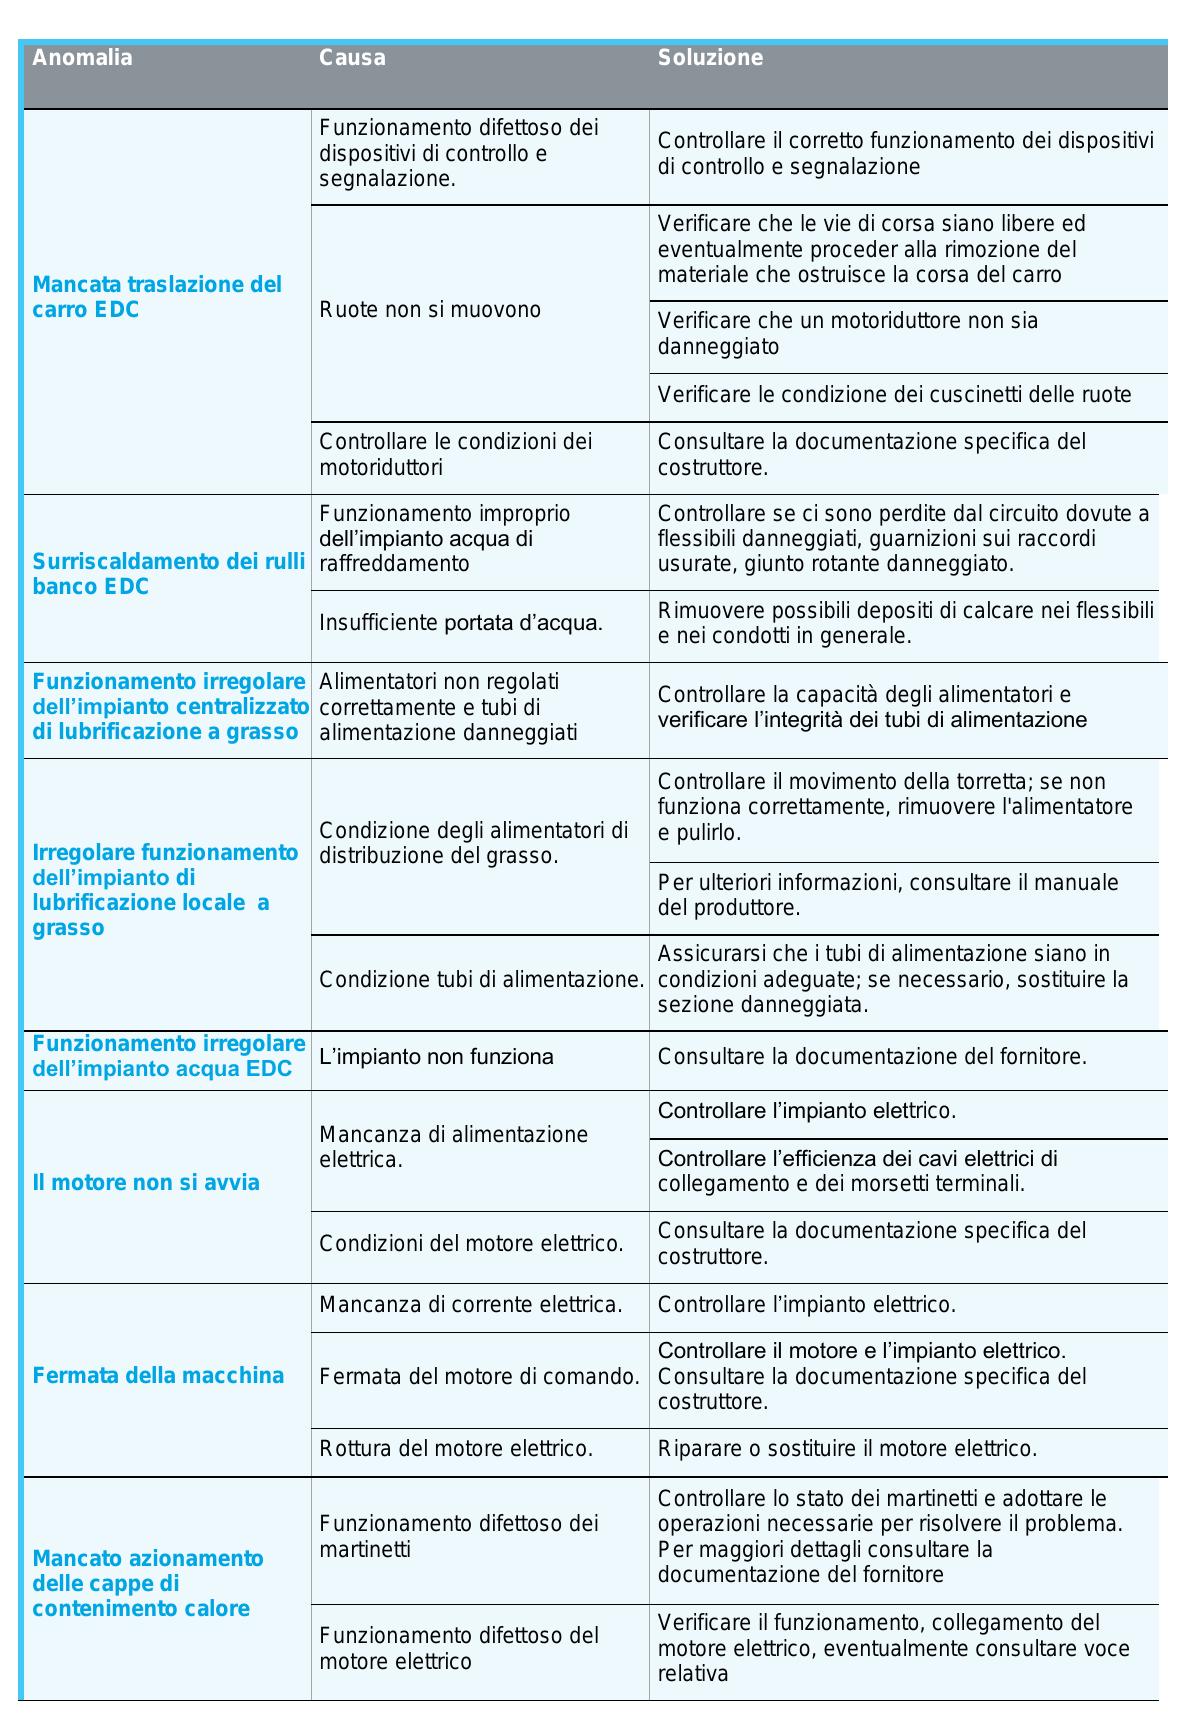 Anomalia
Causa
Soluzione
Mancata traslazione del
carro EDC
Funzionamento difettoso dei
dispositivi di controllo e
segnalazione.
Controllare il corretto funzionamento dei dispositivi
di controllo e segnalazione
Ruote non si muovono
Verificare che le vie di corsa siano libere ed
eventualmente proceder alla rimozione del
materiale che ostruisce la corsa del carro
Verificare che un motoriduttore non sia
danneggiato
Verificare le condizione dei cuscinetti delle ruote
Controllare le condizioni dei
motoriduttori
Consultare la documentazione specifica del
costruttore.
Surriscaldamento dei rulli
banco EDC
Funzionamento improprio
dell’impianto acqua di
raffreddamento
Controllare se ci sono perdite dal circuito dovute a
flessibili danneggiati, guarnizioni sui raccordi
usurate, giunto rotante danneggiato.
Insufficiente portata d’acqua.
Rimuovere possibili depositi di calcare nei flessibili
e nei condotti in generale.
Funzionamento irregolare
dell’impianto centralizzato
di lubrificazione a grasso
Alimentatori non regolati
correttamente e tubi di
alimentazione danneggiati
Controllare la capacità degli alimentatori e
verificare l’integrità dei tubi di alimentazione
Irregolare funzionamento
dell’impianto di
lubrificazione locale  a
grasso
Condizione degli alimentatori di
distribuzione del grasso.
Controllare il movimento della torretta; se non
funziona correttamente, rimuovere l'alimentatore
e pulirlo.
Per ulteriori informazioni, consultare il manuale
del produttore.
Condizione tubi di alimentazione.
Assicurarsi che i tubi di alimentazione siano in
condizioni adeguate; se necessario, sostituire la
sezione danneggiata.
Funzionamento irregolare
dell’impianto acqua EDC
L’impianto non funziona
Consultare la documentazione del fornitore.
Il motore non si avvia
Mancanza di alimentazione
elettrica.
Controllare l’impianto elettrico.
Controllare l’efficienza dei cavi elettrici di
collegamento e dei morsetti terminali.
Condizioni del motore elettrico.
Consultare la documentazione specifica del
costruttore.
Fermata della macchina
Mancanza di corrente elettrica.
Controllare l’impianto elettrico.
Fermata del motore di comando.
Controllare il motore e l’impianto elettrico.
Consultare la documentazione specifica del
costruttore.
Rottura del motore elettrico.
Riparare o sostituire il motore elettrico.
Mancato azionamento
delle cappe di
contenimento calore
Funzionamento difettoso dei
martinetti
Controllare lo stato dei martinetti e adottare le
operazioni necessarie per risolvere il problema.
Per maggiori dettagli consultare la
documentazione del fornitore
Funzionamento difettoso del
motore elettrico
Verificare il funzionamento, collegamento del
motore elettrico, eventualmente consultare voce
relativa